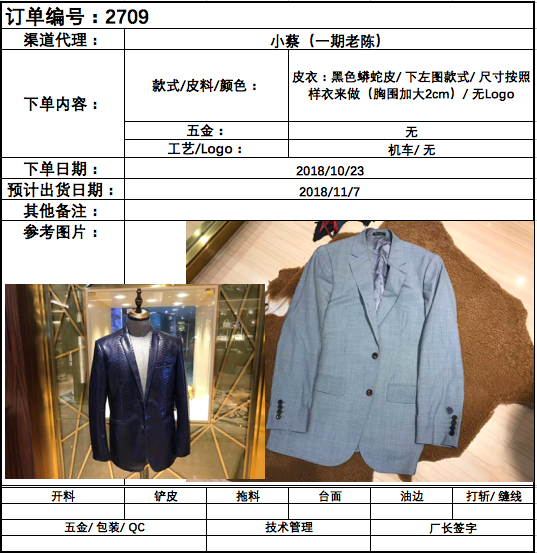 订单编号：2709
渠道代理： 小蔡（一期老陈）
下单内容： 款式/皮料/颜色： 皮衣：黑色蟒蛇皮/ 下左图款式/ 尺寸按照
样衣来做（胸围加大2cm）/ 无Logo
五金： 无
工艺/Logo： 机车/ 无
下单日期： 2018/10/23
预计出货日期： 2018/11/7
其他备注：
参考图片：
开料 铲皮 拖料 台面 油边 打斩/ 缝线
五金/ 包装/ QC 技术管理 厂长签字